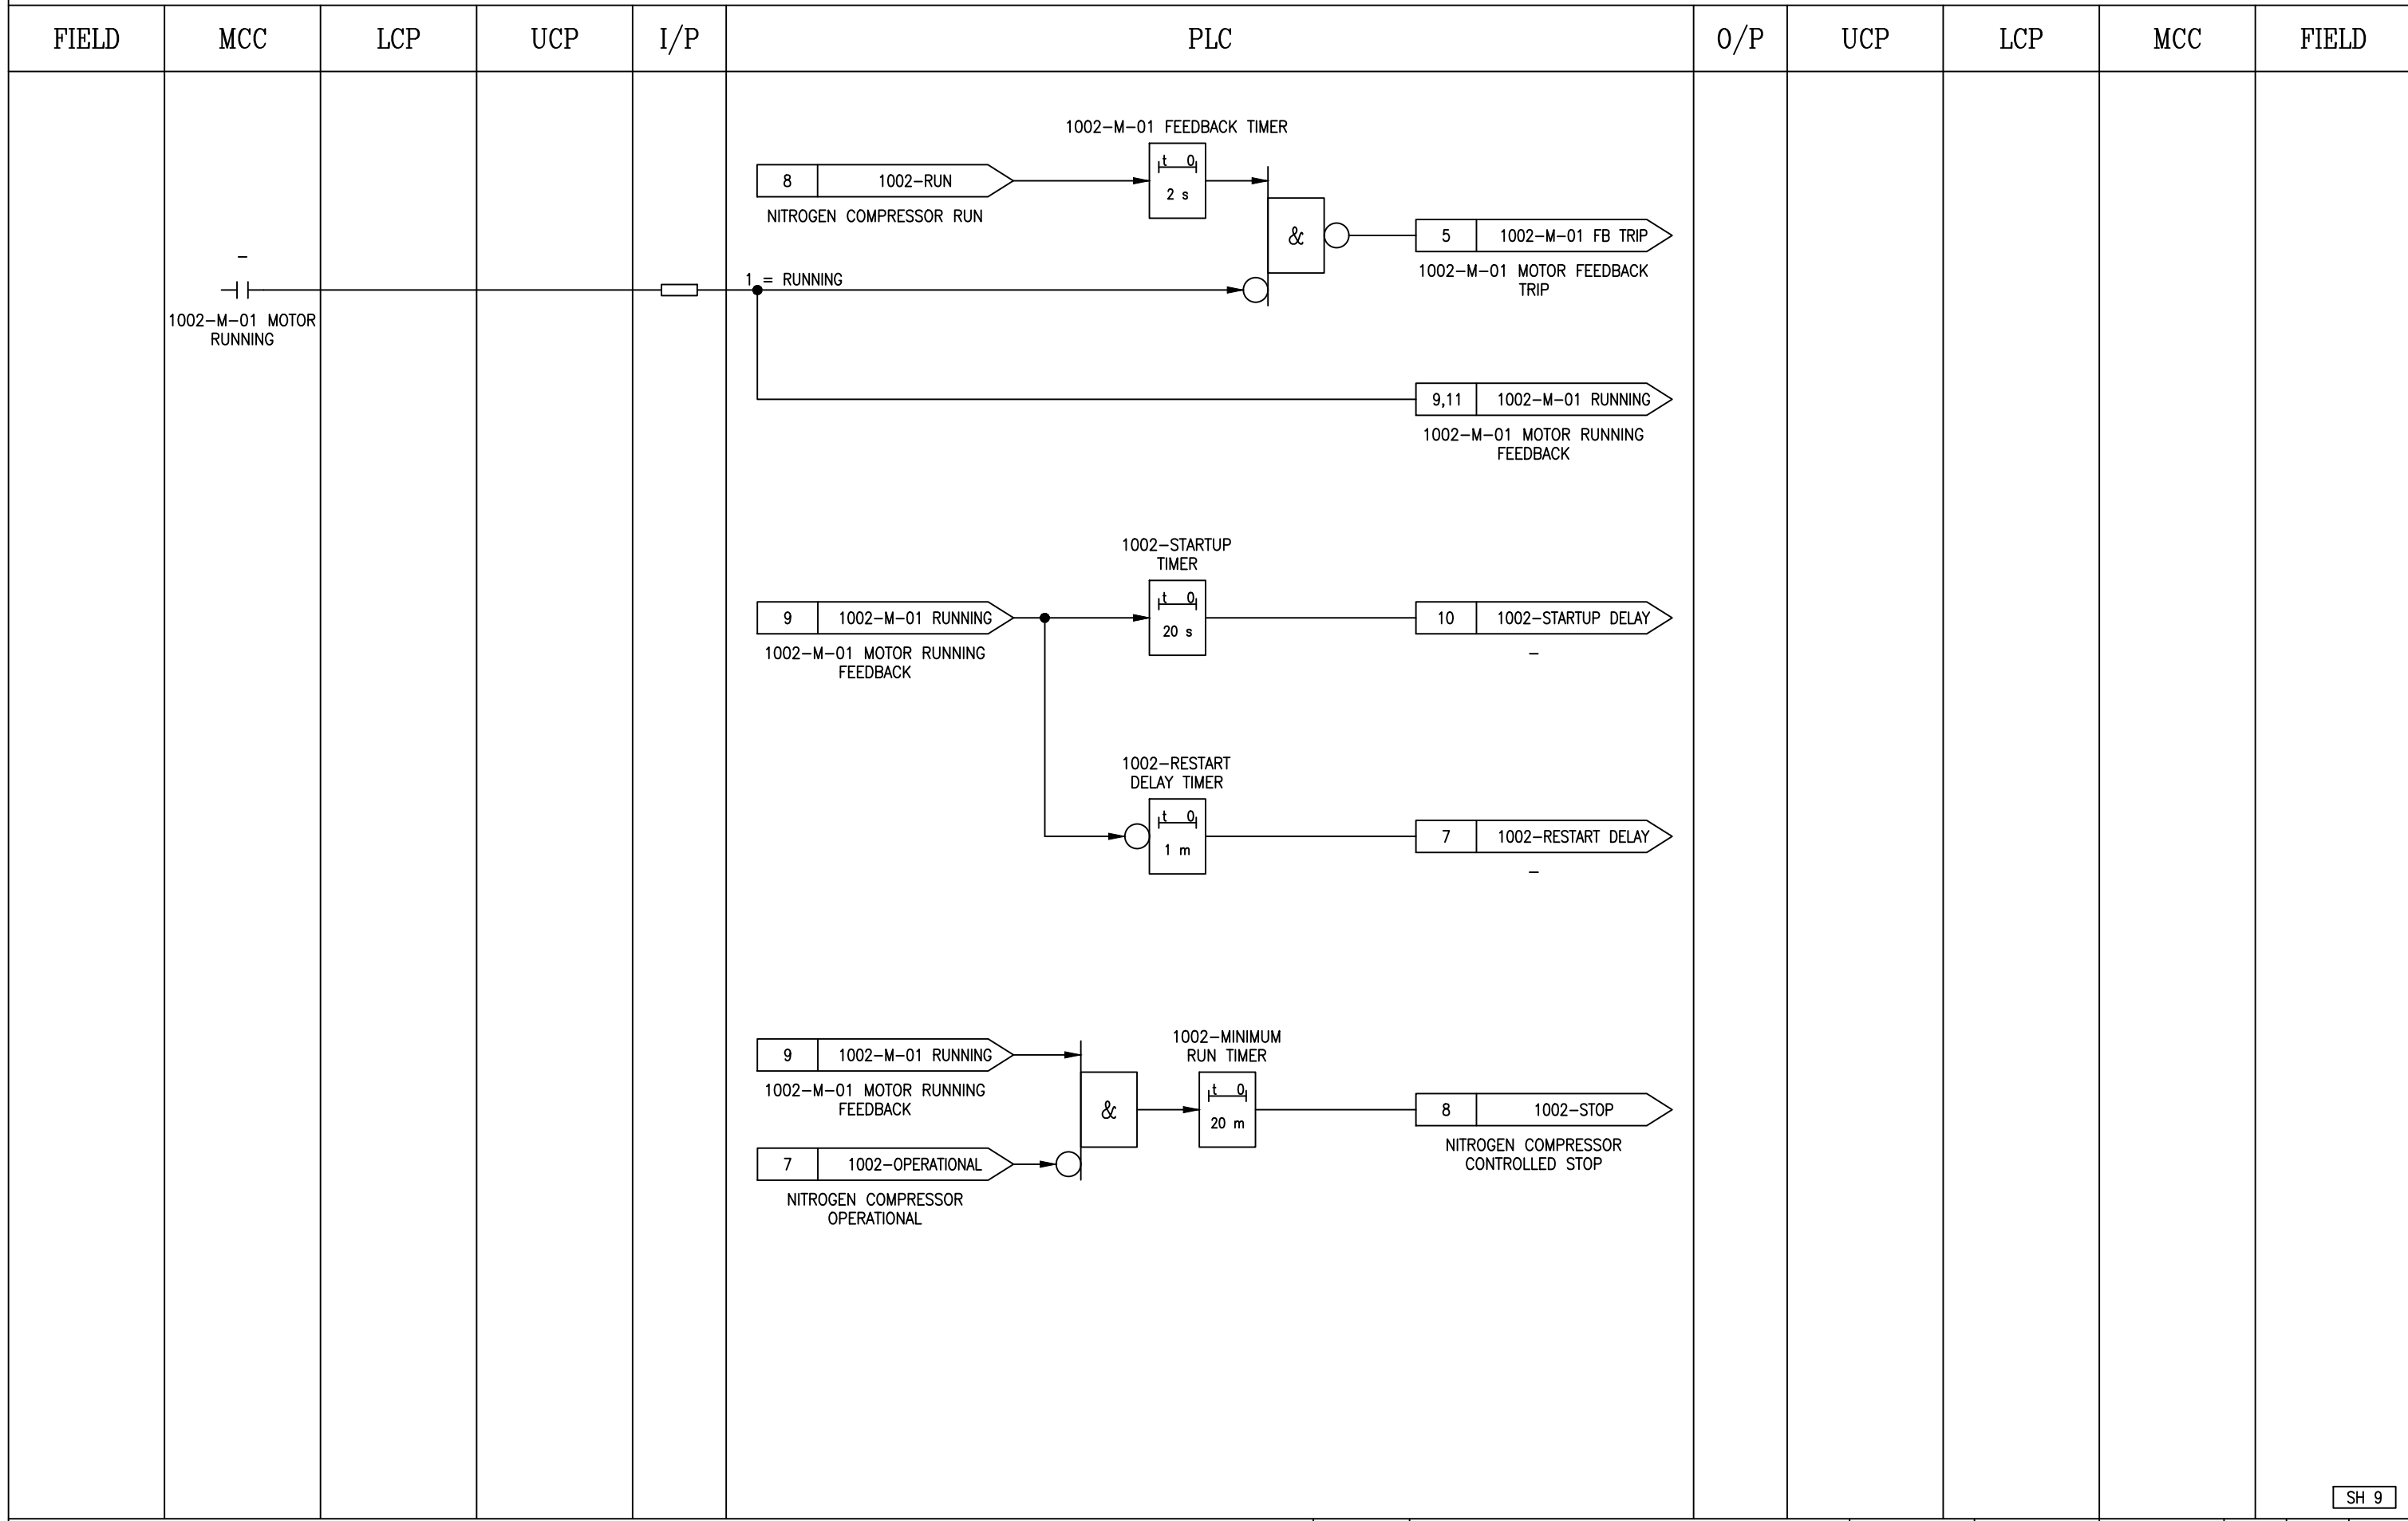 FIELD MCC LCP UCP I/P PLC O/P UCP LCP MCC FIELD
1002-M-01 FEEDBACK TIMER
t 0
2 s
8 1002-RUN
NITROGEN COMPRESSOR RUN
&
5 1002-M-01 FB TRIP
1002-M-01 MOTOR FEEDBACK
TRIP
-
1002-M-01 MOTOR
RUNNING
1 = RUNNING
9,11 1002-M-01 RUNNING
1002-M-01 MOTOR RUNNING
FEEDBACK
1002-STARTUP
TIMER
t 0
20 s
9 1002-M-01 RUNNING
1002-M-01 MOTOR RUNNING
FEEDBACK
10 1002-STARTUP DELAY
-
1002-RESTART
DELAY TIMER
t 0
1 m
7 1002-RESTART DELAY
-
9 1002-M-01 RUNNING
1002-M-01 MOTOR RUNNING
FEEDBACK
&
1002-MINIMUM
RUN TIMER
t 0
20 m
8 1002-STOP
NITROGEN COMPRESSOR
CONTROLLED STOP
7 1002-OPERATIONAL
NITROGEN COMPRESSOR
OPERATIONAL
SH 9